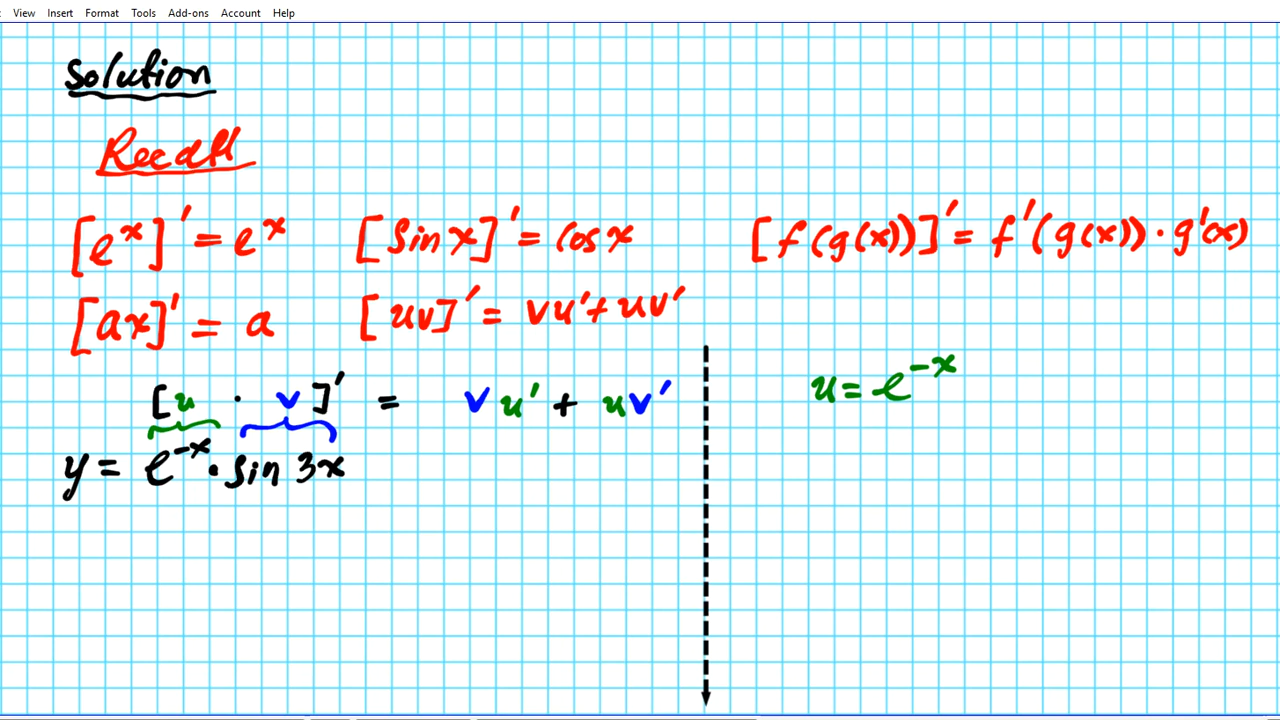 View Insert Format Tools Add-ons Account Help
Solution
Recall
[e^x]' = e^x [sin x]' = cos x [f(g(x))]' = f'(g(x)) · g'(x)
[ax]' = a [uv]' = vu' + uv'
[u · v]' = vu' + uv'
u = e^-x
y = e^-x · sin 3x